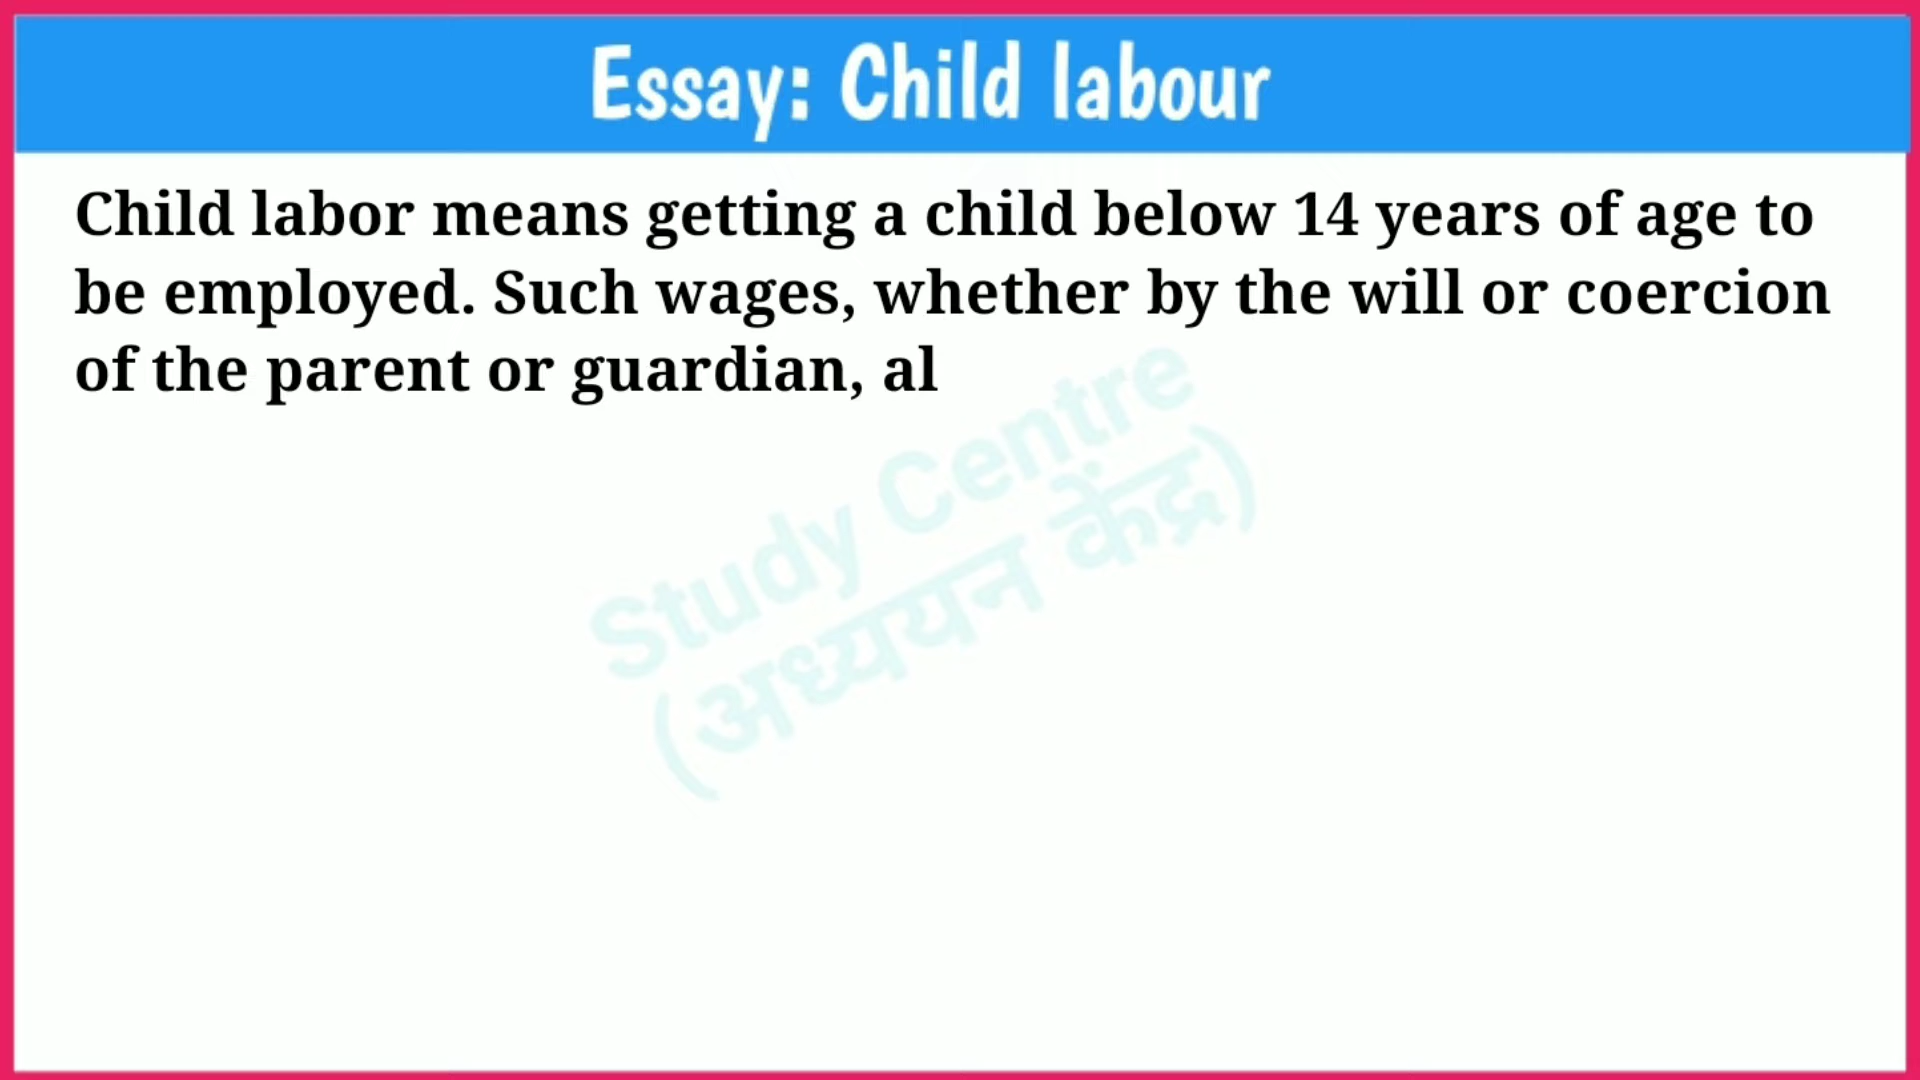 Essay: Child labour
Child labor means getting a child below 14 years of age to
be employed. Such wages, whether by the will or coercion
of the parent or guardian, al
Study Centre
(अध्ययन केंद्र)